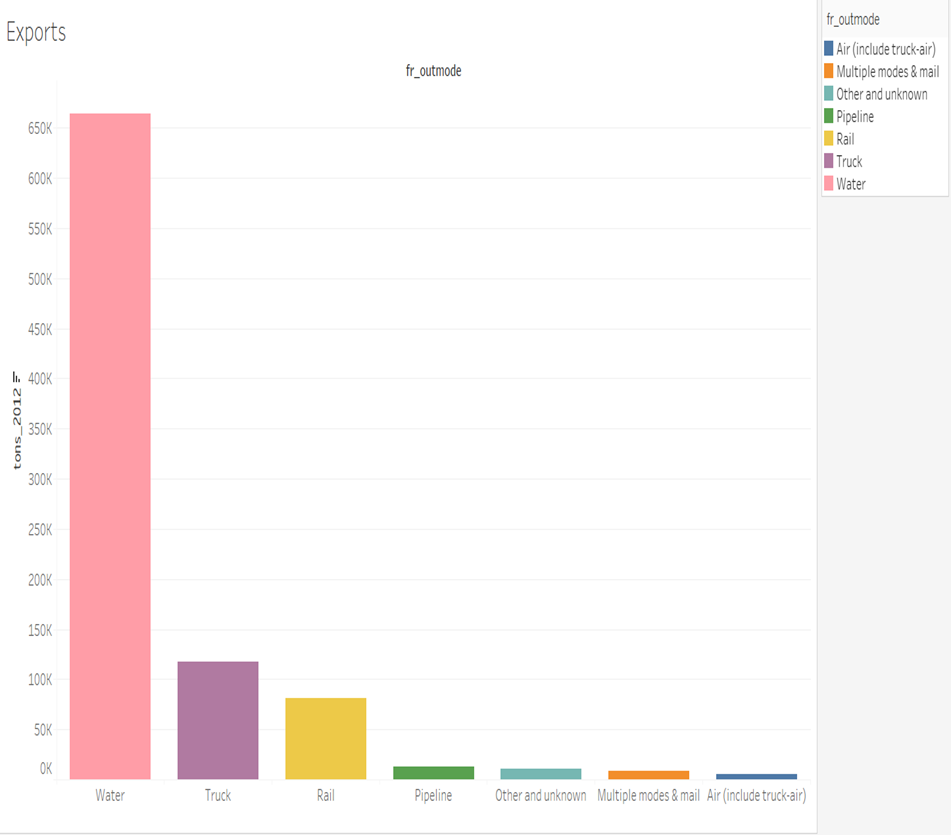 Exports
fr_outmode
650K
600K
550K
500K
450K
400K
350K
300K
250K
200K
150K
100K
50K
0K
tons_2012
Water
Truck
Rail
Pipeline
Other and unknown
Multiple modes & mail
Air (include truck-air)
fr_outmode
Air (include truck-air)
Multiple modes & mail
Other and unknown
Pipeline
Rail
Truck
Water